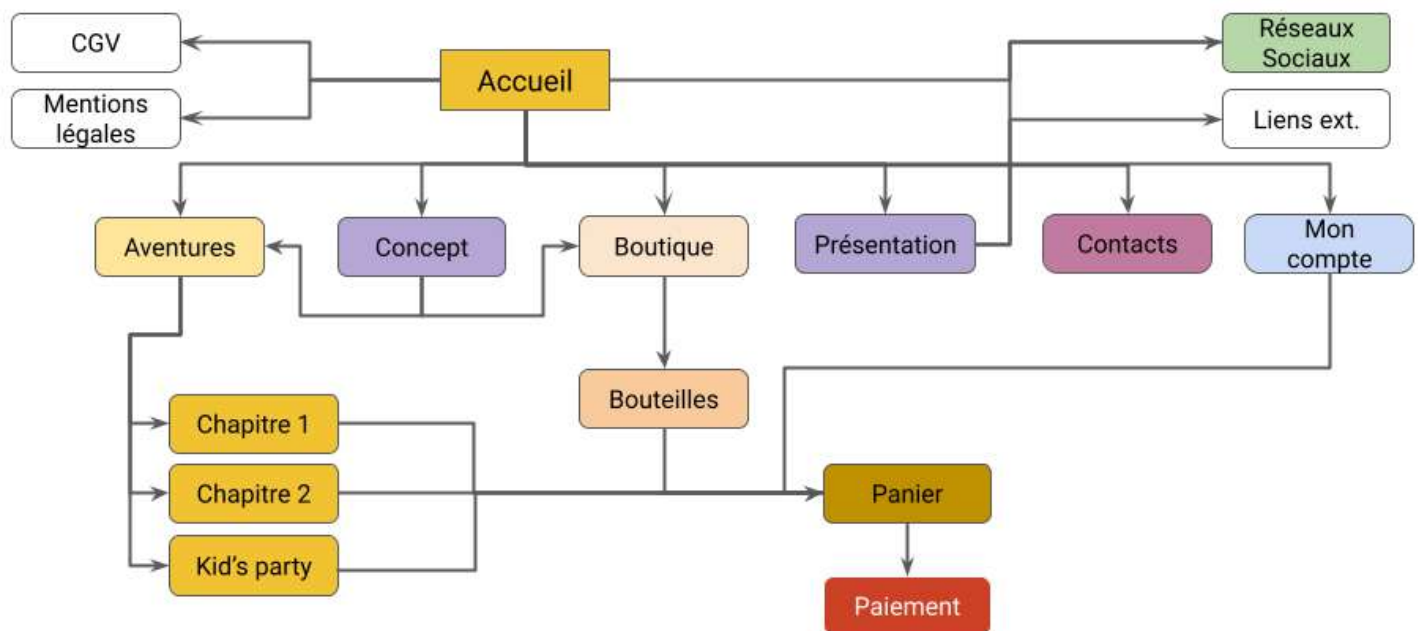 CGV
Accueil
Réseaux
Sociaux
Mentions
légales
Liens ext.
Aventures
Concept
Boutique
Présentation
Contacts
Mon
compte
Bouteilles
Chapitre 1
Chapitre 2
Panier
Kid's party
Paiement